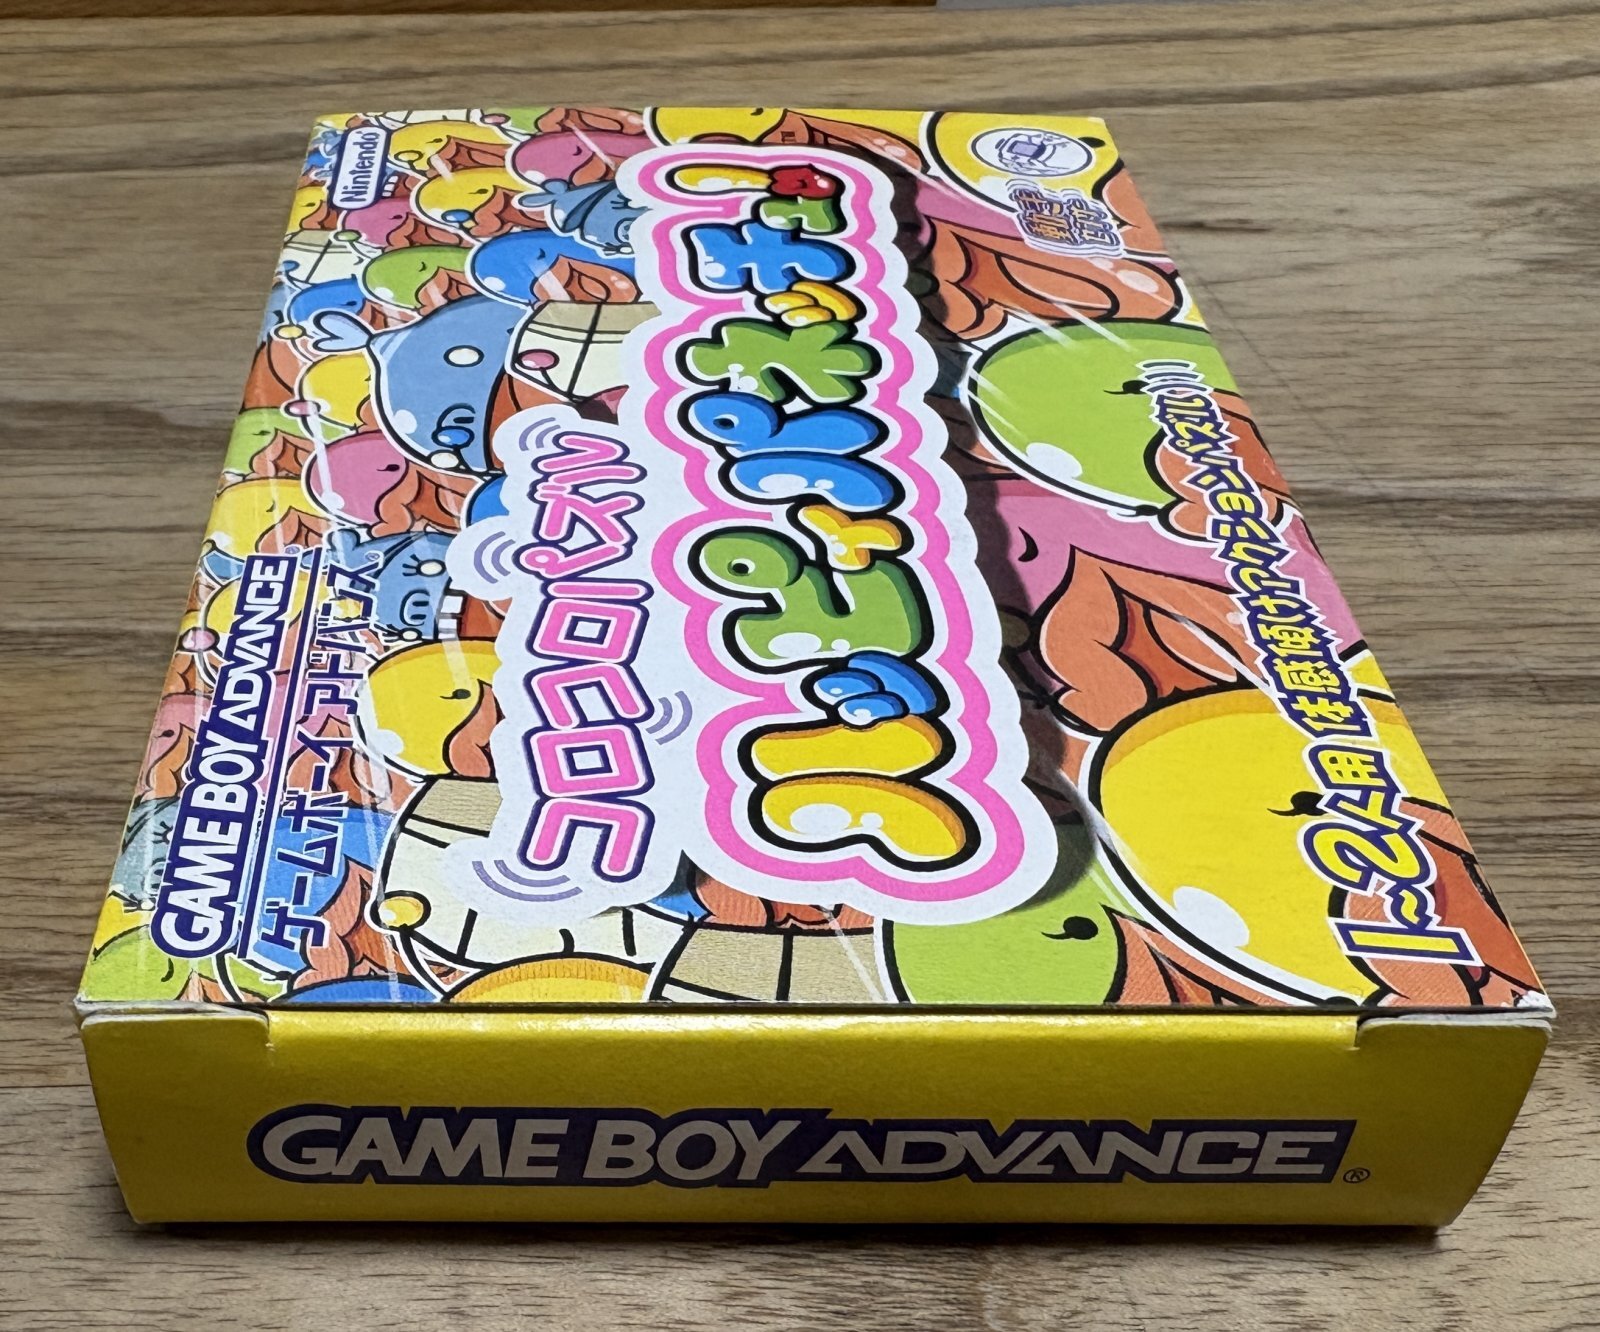 Nintendo®
GAME BOY ADVANCE®
ゲームボーイアドバンス®
コロコロパズル
ハッピィパネッチュ!
1〜2人用 体感傾けアクションパズル
GAME BOY ADVANCE®